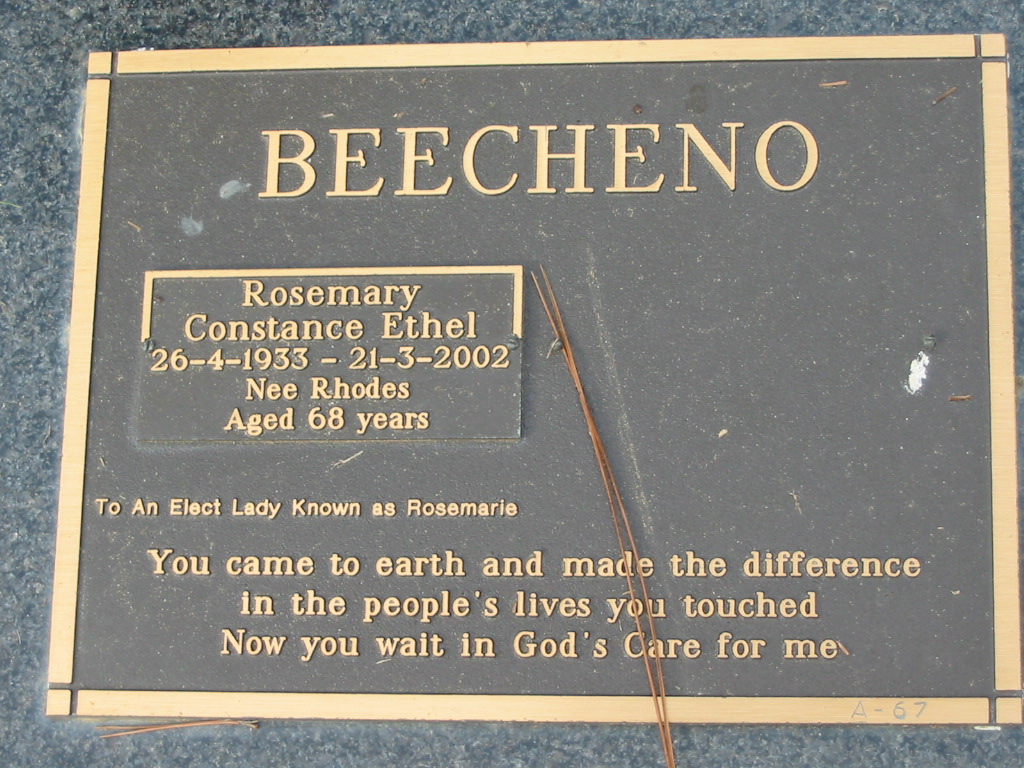 BEECHENO
Rosemary
Constance Ethel
26-4-1933 - 21-3-2002
Nee Rhodes
Aged 68 years
To An Elect Lady Known as Rosemarie
You came to earth and made the difference
in the people's lives you touched
Now you wait in God's Care for me
A-67